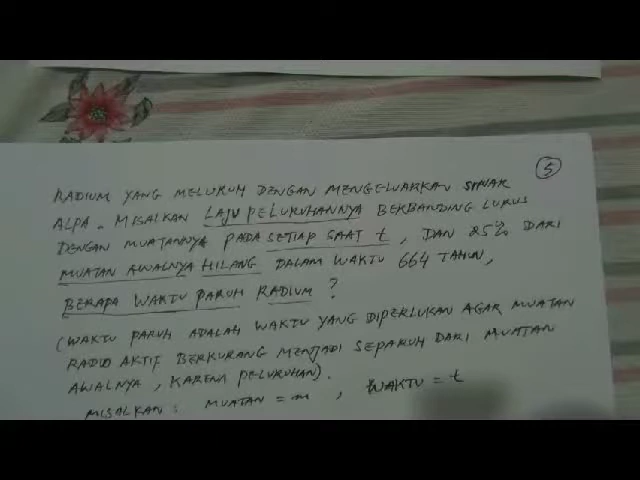 5
RADIUM YANG MELURUH DENGAN MENGELUARKAN SINAR
ALPA. MISALKAN LAJU PELURUHANNYA BERBANDING LURUS
DENGAN MUATANNYA PADA SETIAP SAAT t, DAN 25% DARI
MUATAN AWALNYA HILANG DALAM WAKTU 664 TAHUN,
BERAPA WAKTU PARUH RADIUM ?
(WAKTU PARUH ADALAH WAKTU YANG DIPERLUKAN AGAR MUATAN
RADIO AKTIF BERKURANG MENJADI SEPARUH DARI MUATAN
AWALNYA, KARENA PELURUHAN).
MISALKAN: MUATAN = m, WAKTU = t